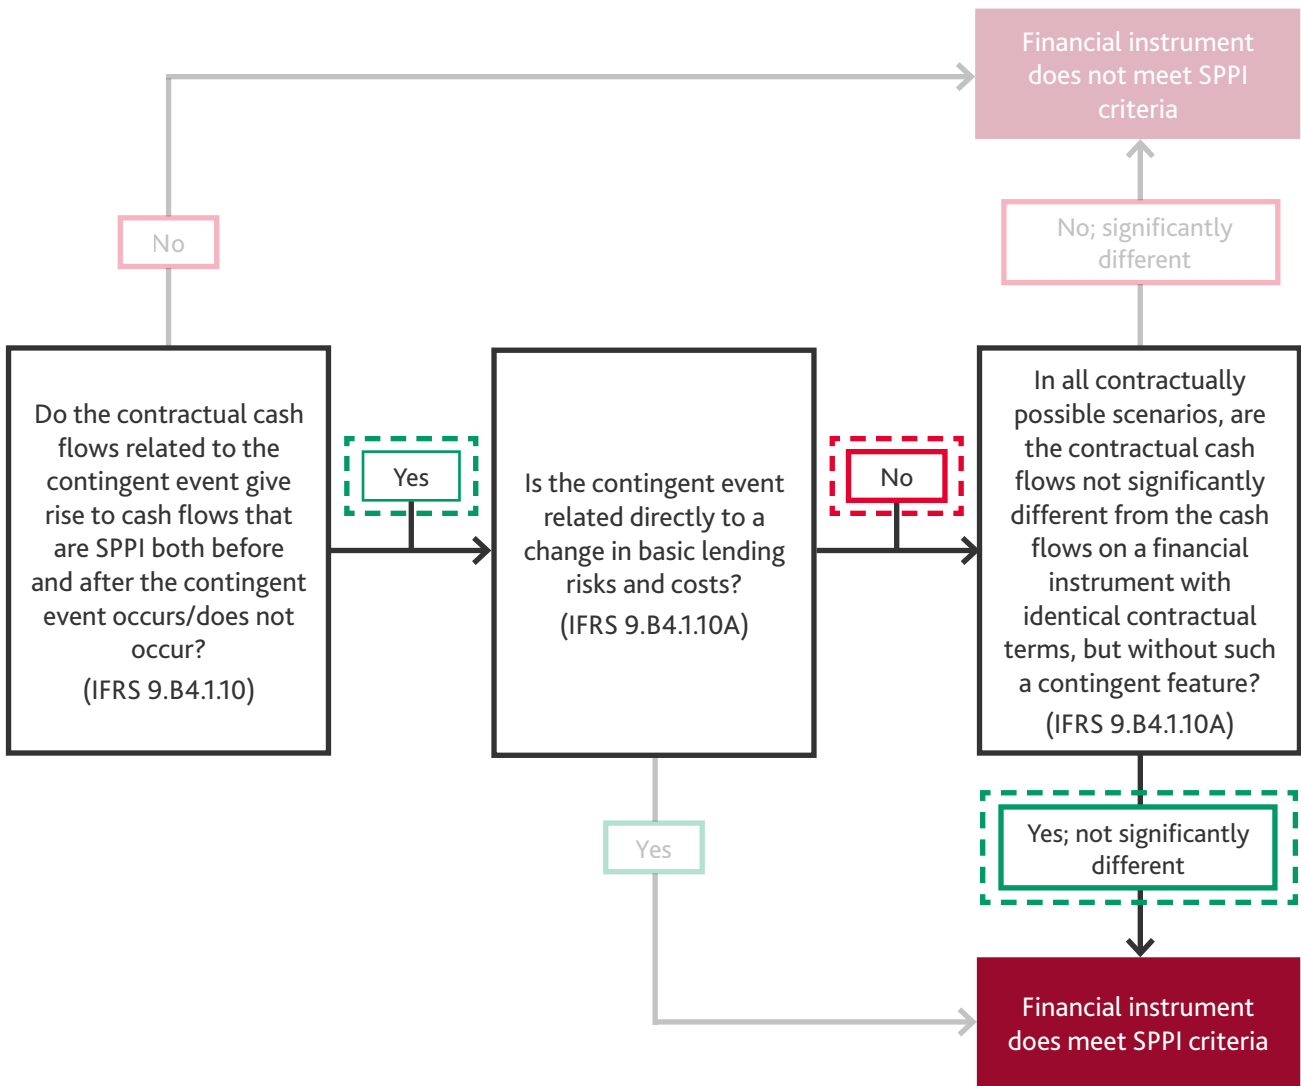 Financial instrument
does not meet SPPI
criteria
No
No; significantly
different
Do the contractual cash
flows related to the
contingent event give
rise to cash flows that
are SPPI both before
and after the contingent
event occurs/does not
occur?
(IFRS 9.B4.1.10)
Yes
Is the contingent event
related directly to a
change in basic lending
risks and costs?
(IFRS 9.B4.1.10A)
No
In all contractually
possible scenarios, are
the contractual cash
flows not significantly
different from the cash
flows on a financial
instrument with
identical contractual
terms, but without such
a contingent feature?
(IFRS 9.B4.1.10A)
Yes
Yes; not significantly
different
Financial instrument
does meet SPPI criteria